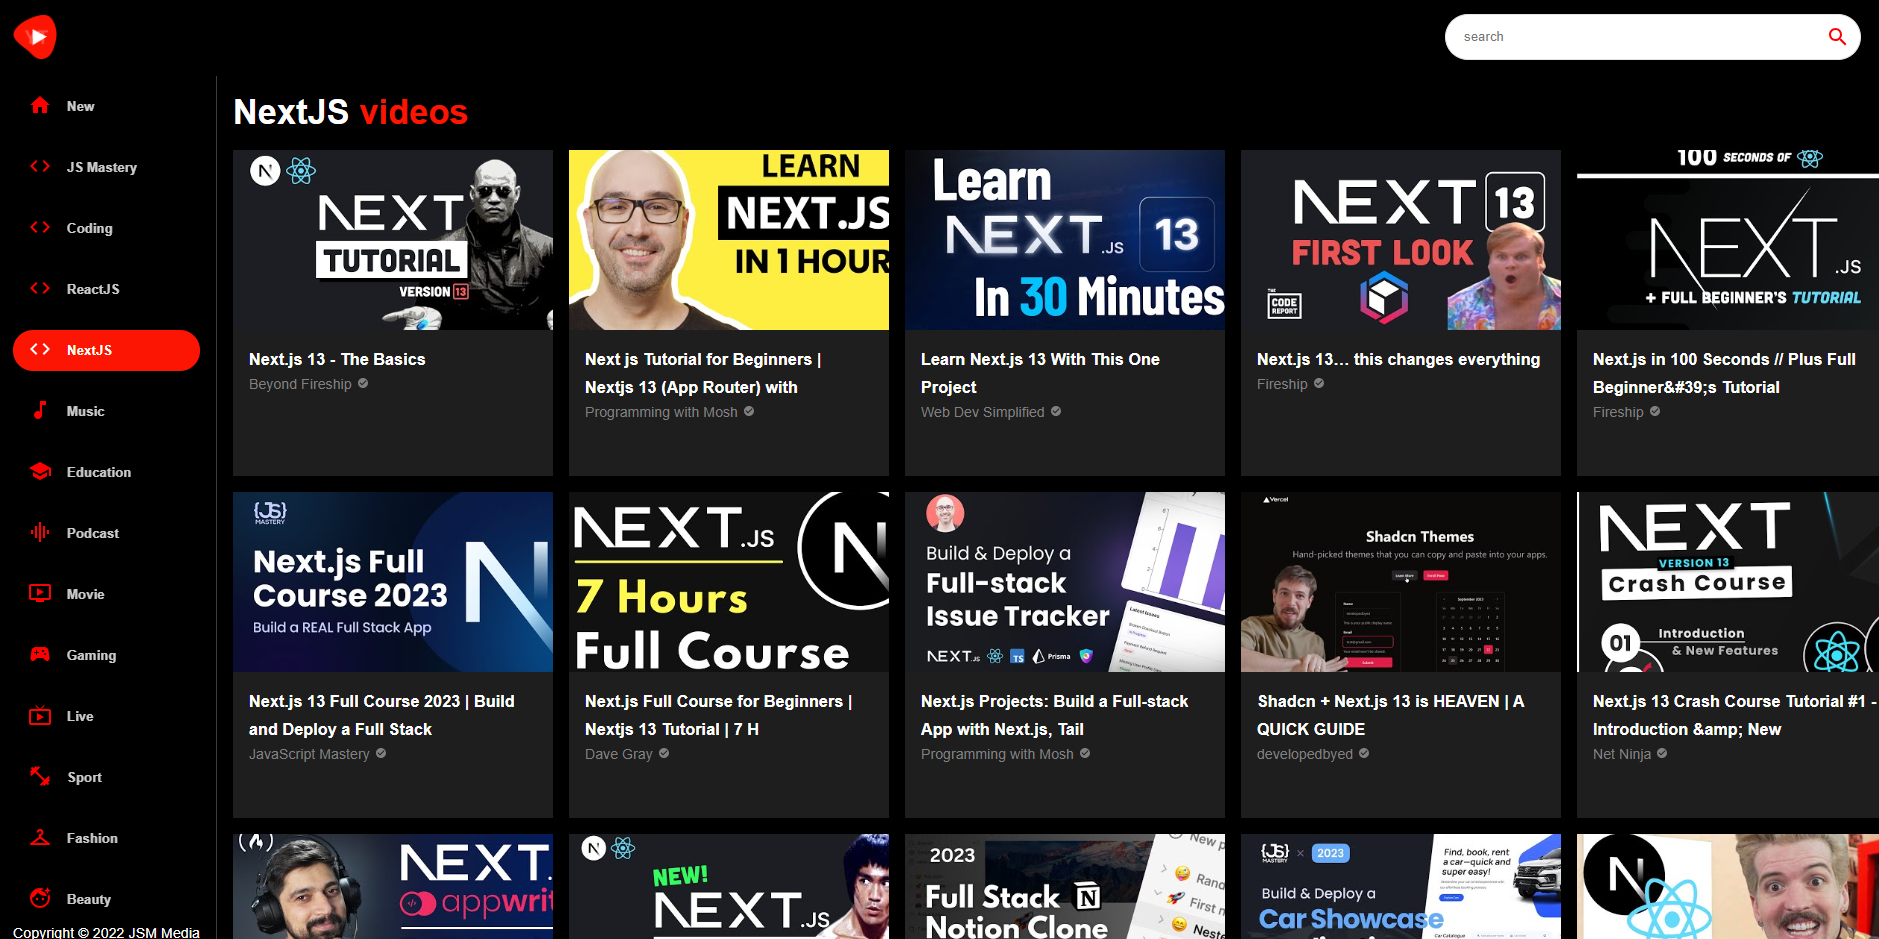 search
New
JS Mastery
Coding
ReactJS
NextJS
Music
Education
Podcast
Movie
Gaming
Live
Sport
Fashion
Beauty
Copyright © 2022 JSM Media
NextJS videos
N
NEXT
TUTORIAL
VERSION 13
Next.js 13 - The Basics
Beyond Fireship
LEARN
NEXT.JS
IN 1 HOUR
Next js Tutorial for Beginners |
Nextjs 13 (App Router) with
Programming with Mosh
Learn
NEXT.JS 13
In 30 Minutes
Learn Next.js 13 With This One
Project
Web Dev Simplified
NEXT 13
FIRST LOOK
THE
CODE
REPORT
Next.js 13… this changes everything
Fireship
100 SECONDS OF
NEXT.JS
+ FULL BEGINNER'S TUTORIAL
Next.js in 100 Seconds // Plus Full
Beginner&#39;s Tutorial
Fireship
{JS}
MASTERY
Next.js Full
Course 2023
Build a REAL Full Stack App
N
Next.js 13 Full Course 2023 | Build
and Deploy a Full Stack
JavaScript Mastery
NEXT.JS
N
7 Hours
Full Course
Next.js Full Course for Beginners |
Nextjs 13 Tutorial | 7 H
Dave Gray
Build & Deploy a
Full-stack
Issue Tracker
NEXT.JS TS Prisma
Latest Issues
Next.js Projects: Build a Full-stack
App with Next.js, Tail
Programming with Mosh
Vercel
Shadcn Themes
Hand-picked themes that you can copy and paste into your apps.
Shadcn + Next.js 13 is HEAVEN | A
QUICK GUIDE
developedbyed
NEXT
VERSION 13
Crash Course
01
Introduction
& New Features
Next.js 13 Crash Course Tutorial #1 -
Introduction &amp; New
Net Ninja
NEXT.
appwrit
N
NEW!
NEXT.JS
2023
Full Stack
Notion Clone
New p
Rand
First n
Neste
{JS}
MASTERY
×
2023
Build & Deploy a
Car Showcase
Find, book, rent
a car—quick and
super easy!
Car Catalogue
N